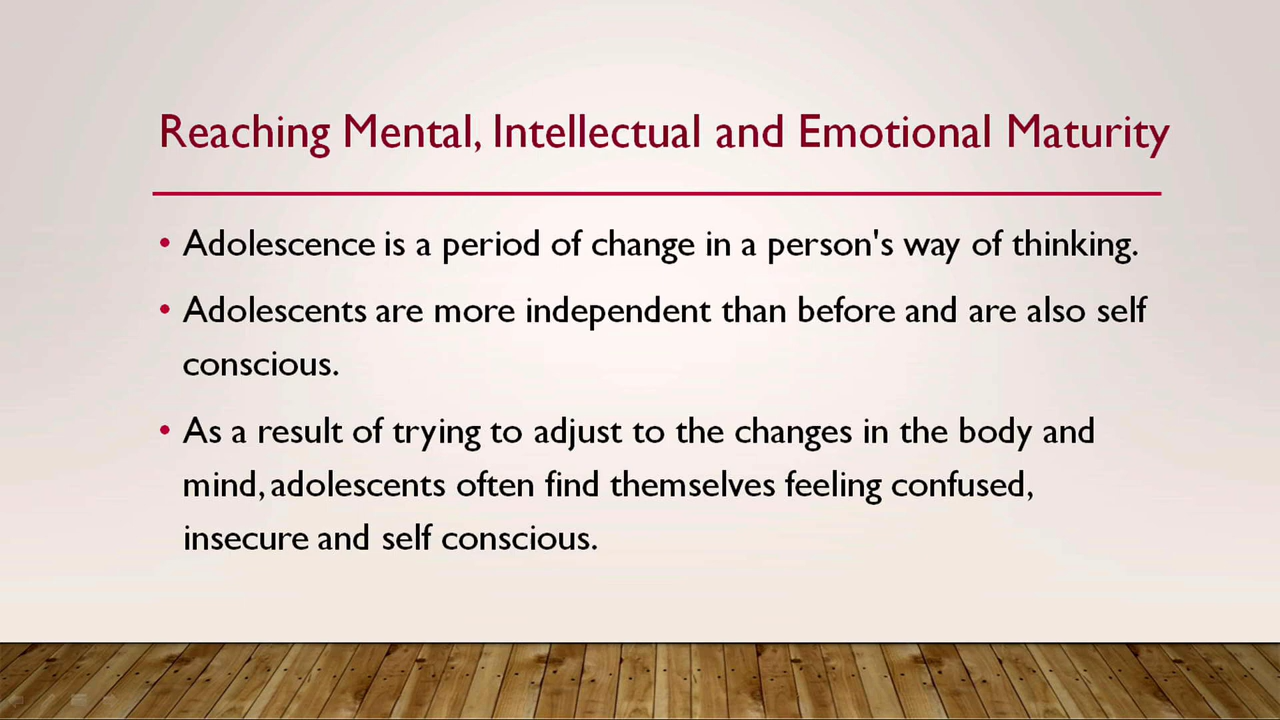 Reaching Mental, Intellectual and Emotional Maturity
• Adolescence is a period of change in a person's way of thinking.
• Adolescents are more independent than before and are also self
conscious.
• As a result of trying to adjust to the changes in the body and
mind, adolescents often find themselves feeling confused,
insecure and self conscious.